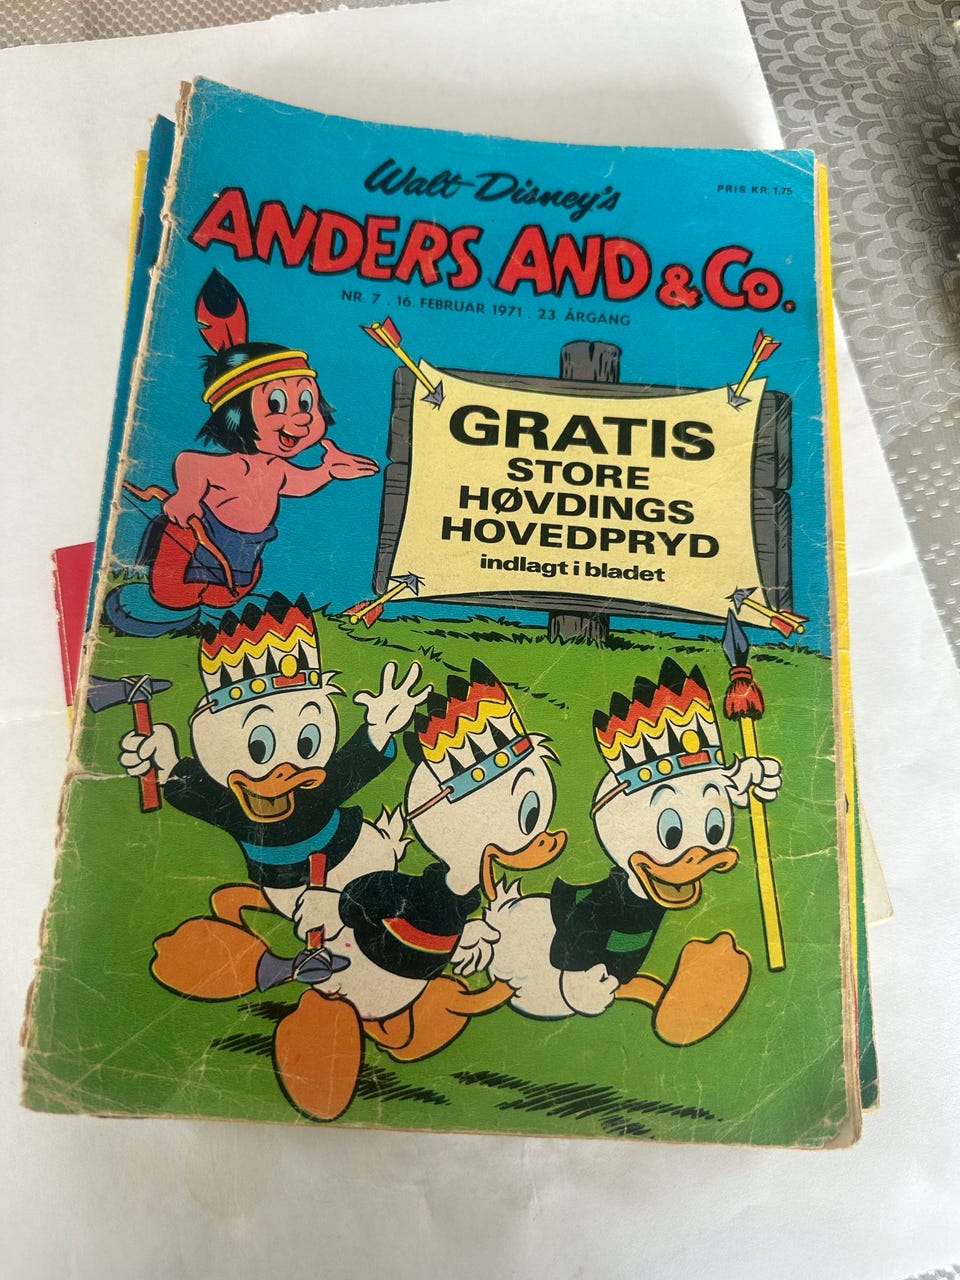 Walt Disney's
PRIS KR. 1,75
ANDERS AND & Co.
NR. 7 . 16. FEBRUAR 1971 . 23. ÅRGANG
GRATIS
STORE
HØVDINGS
HOVEDPRYD
indlagt i bladet